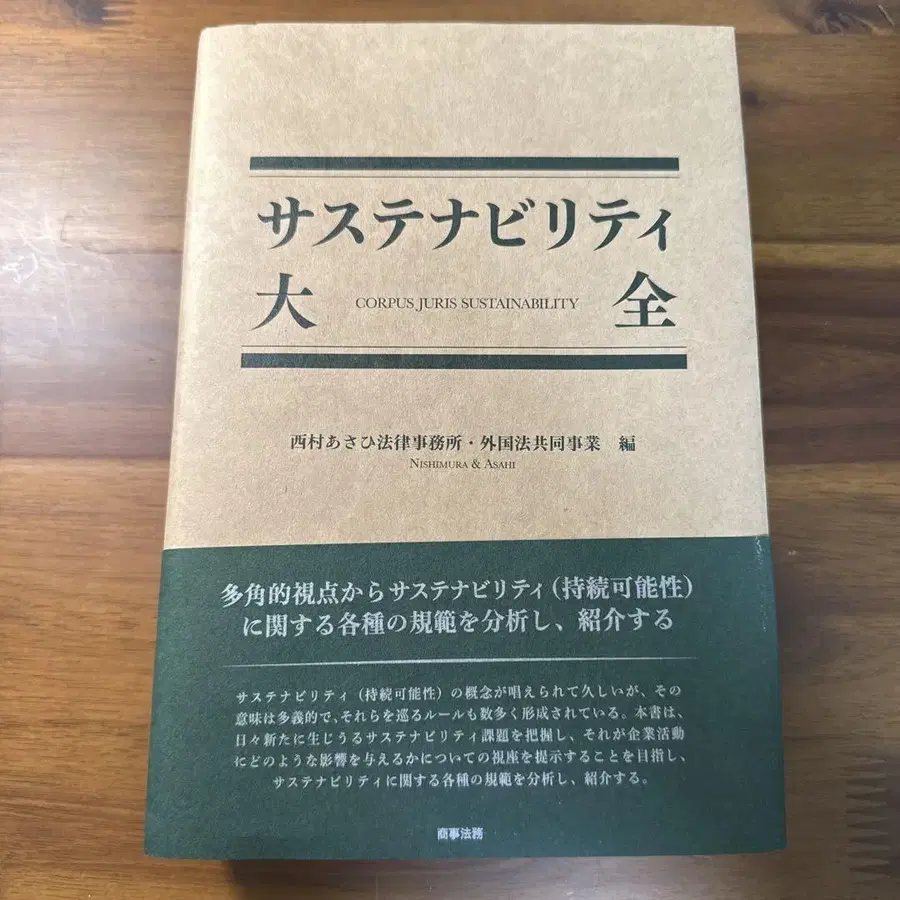 サステナビリティ
大 CORPUS JURIS SUSTAINABILITY 全
西村あさひ法律事務所・外国法共同事業 編
NISHIMURA & ASAHI
多角的視点からサステナビリティ(持続可能性)
に関する各種の規範を分析し、紹介する
サステナビリティ(持続可能性)の概念が唱えられて久しいが、その
意味は多義的で、それらを巡るルールも数多く形成されている。本書は、
日々新たに生じうるサステナビリティ課題を把握し、それが企業活動
にどのような影響を与えるかについての視座を提示することを目指し、
サステナビリティに関する各種の規範を分析し、紹介する。
商事法務